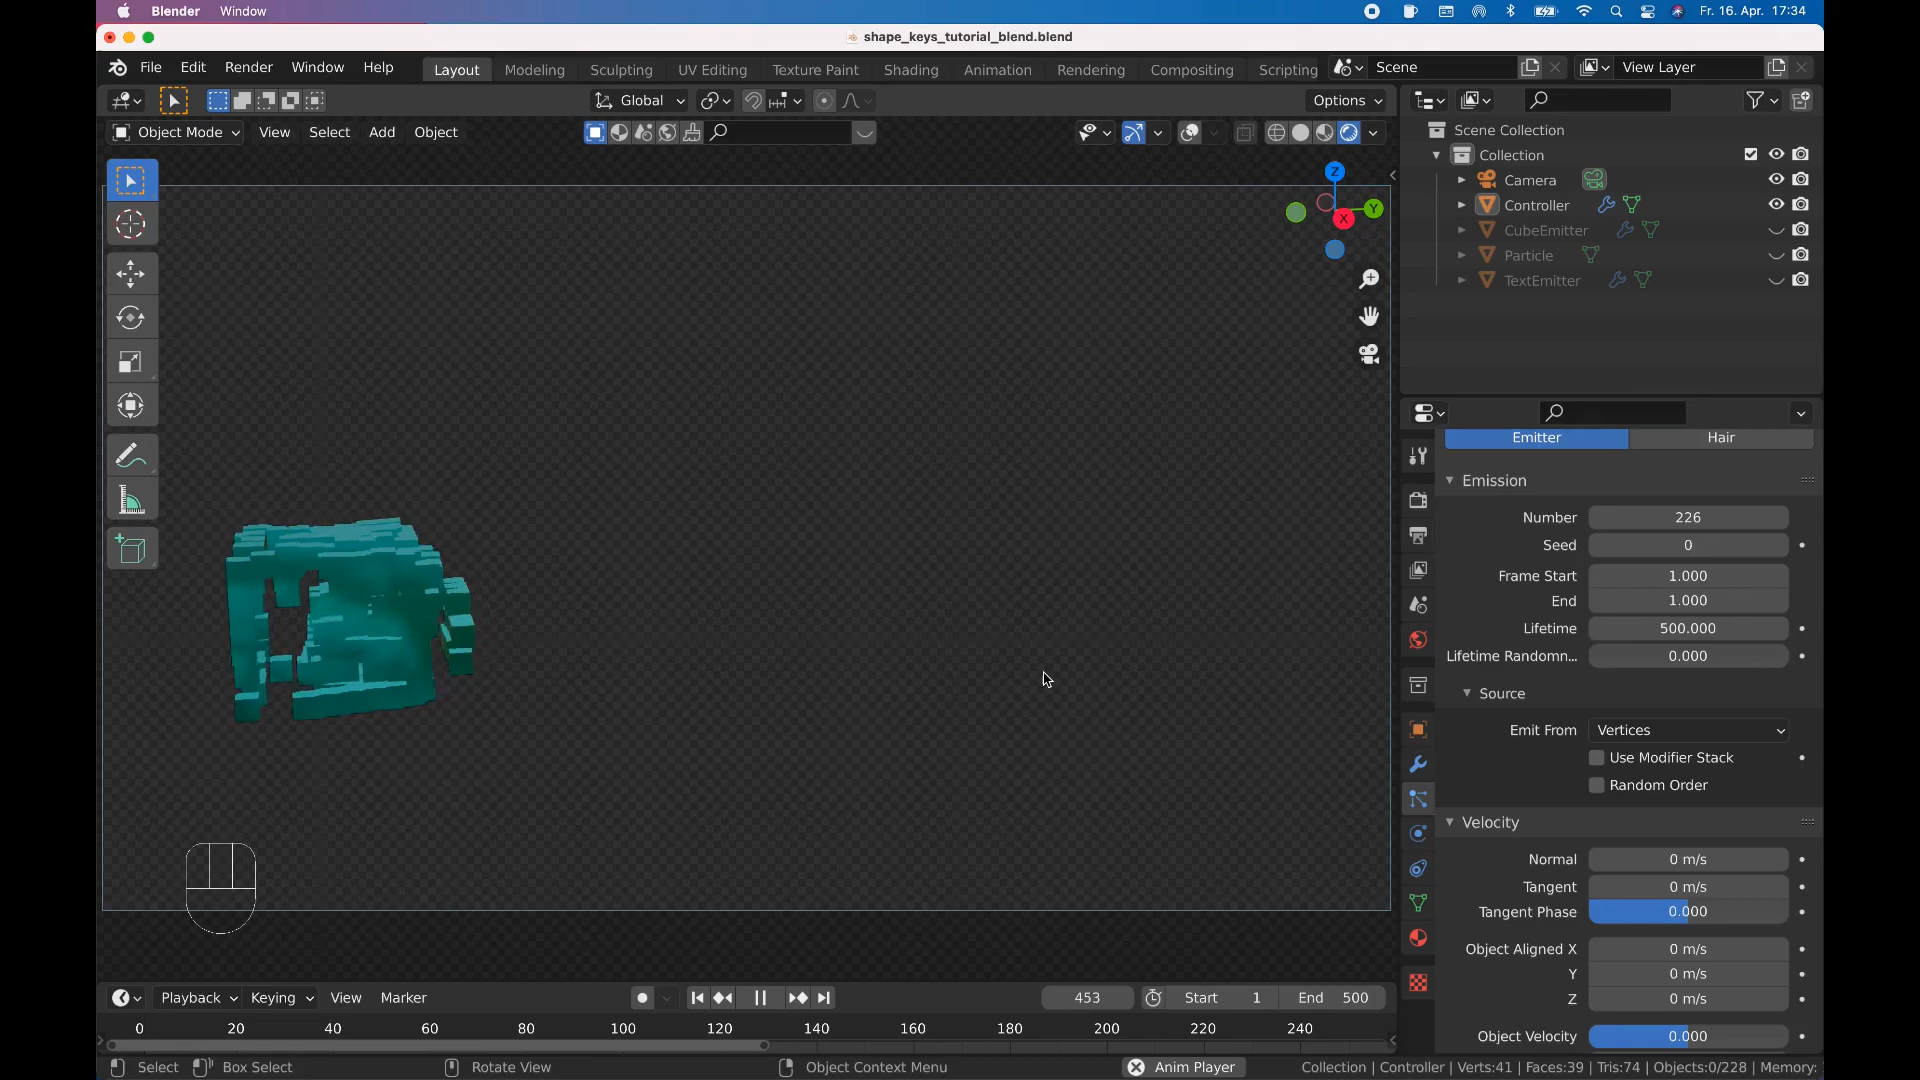 Blender Window Fr. 16. Apr. 17:34
shape_keys_tutorial_blend.blend
File Edit Render Window Help Layout Modeling Sculpting UV Editing Texture Paint Shading Animation Rendering Compositing Scripting Scene View Layer
Global Options
Object Mode View Select Add Object
Scene Collection
Collection
Camera
Controller
CubeEmitter
Particle
TextEmitter
Z
Y
X
Emitter Hair
Emission
Number 226
Seed 0
Frame Start 1.000
End 1.000
Lifetime 500.000
Lifetime Randomn... 0.000
Source
Emit From Vertices
Use Modifier Stack
Random Order
Velocity
Normal 0 m/s
Tangent 0 m/s
Tangent Phase 0.000
Object Aligned X 0 m/s
Y 0 m/s
Z 0 m/s
Object Velocity 0.000
Playback Keying View Marker 453 Start 1 End 500
0 20 40 60 80 100 120 140 160 180 200 220 240
Select Box Select Rotate View Object Context Menu Anim Player Collection | Controller | Verts:41 | Faces:39 | Tris:74 | Objects:0/228 | Memory: